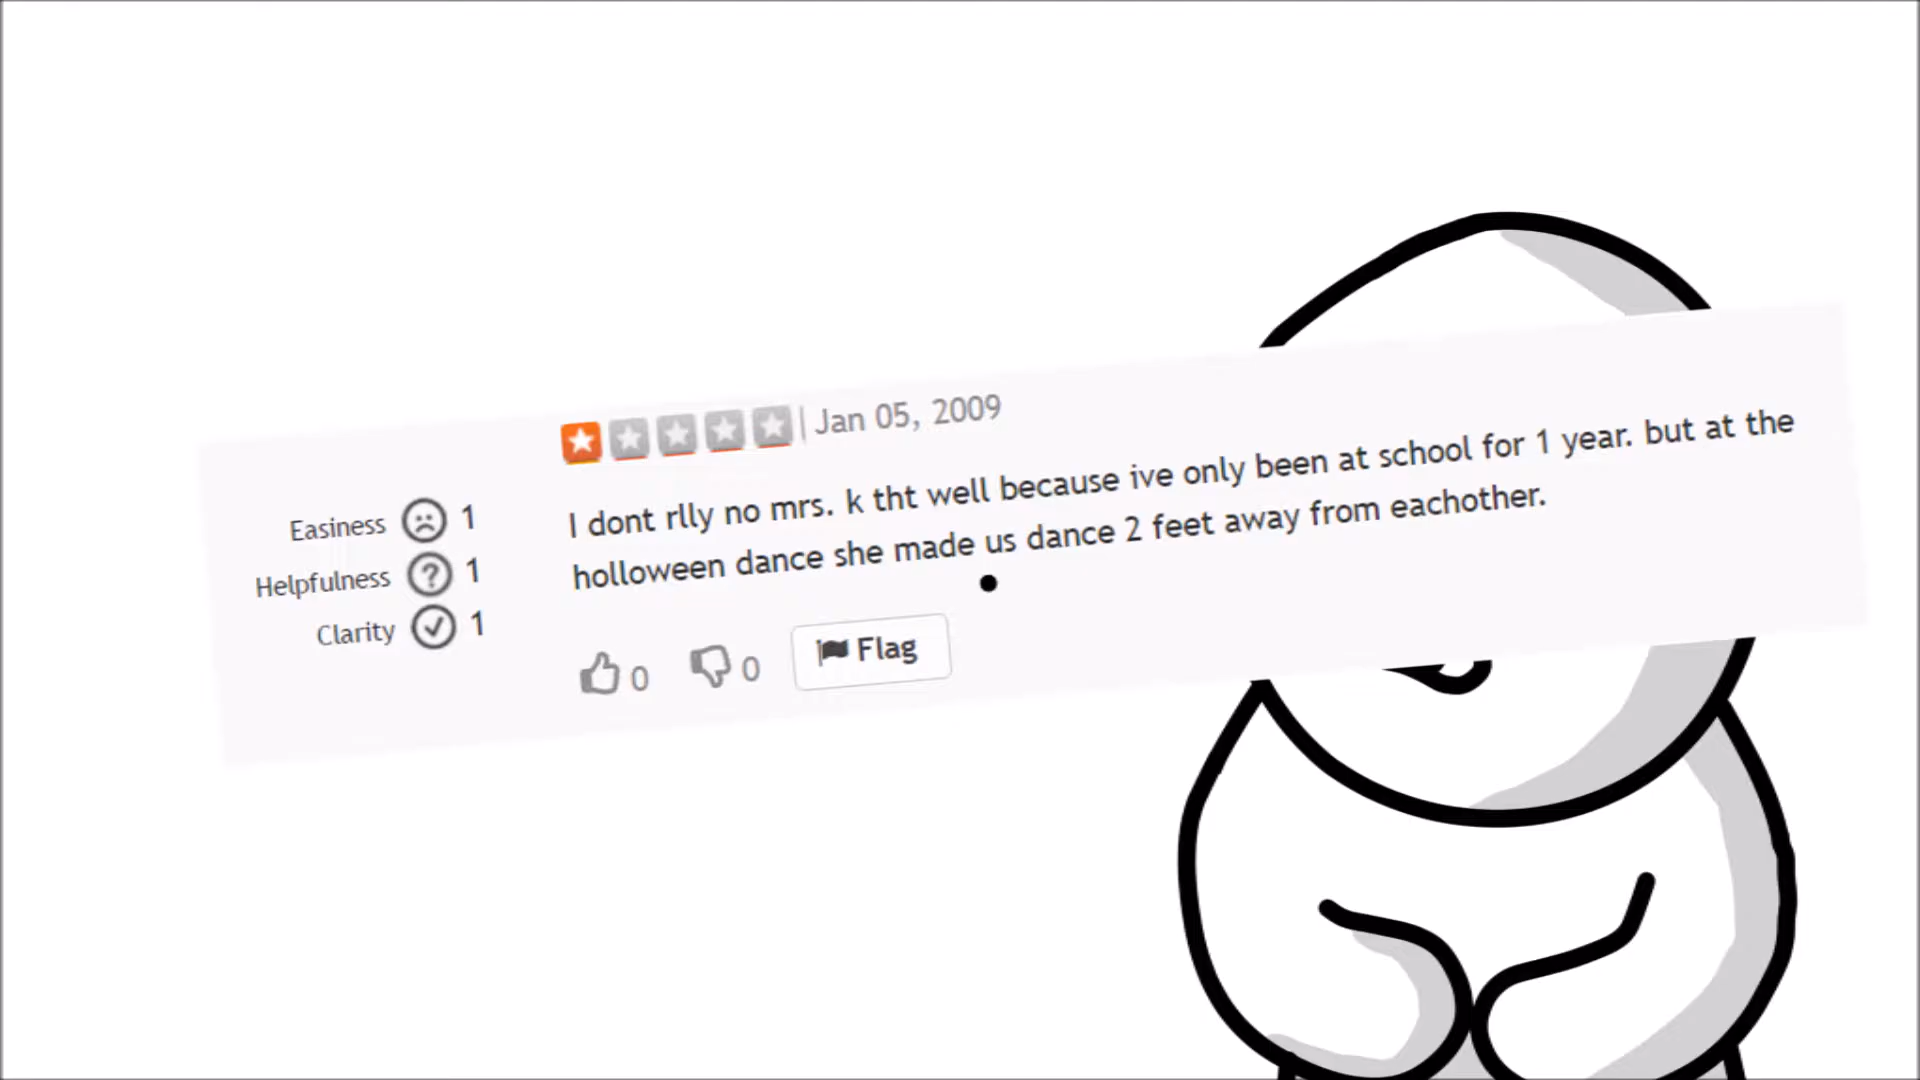 | Jan 05, 2009
Easiness 1
Helpfulness 1
Clarity 1
I dont rlly no mrs. k tht well because ive only been at school for 1 year. but at the
holloween dance she made us dance 2 feet away from eachother.
0 0 Flag